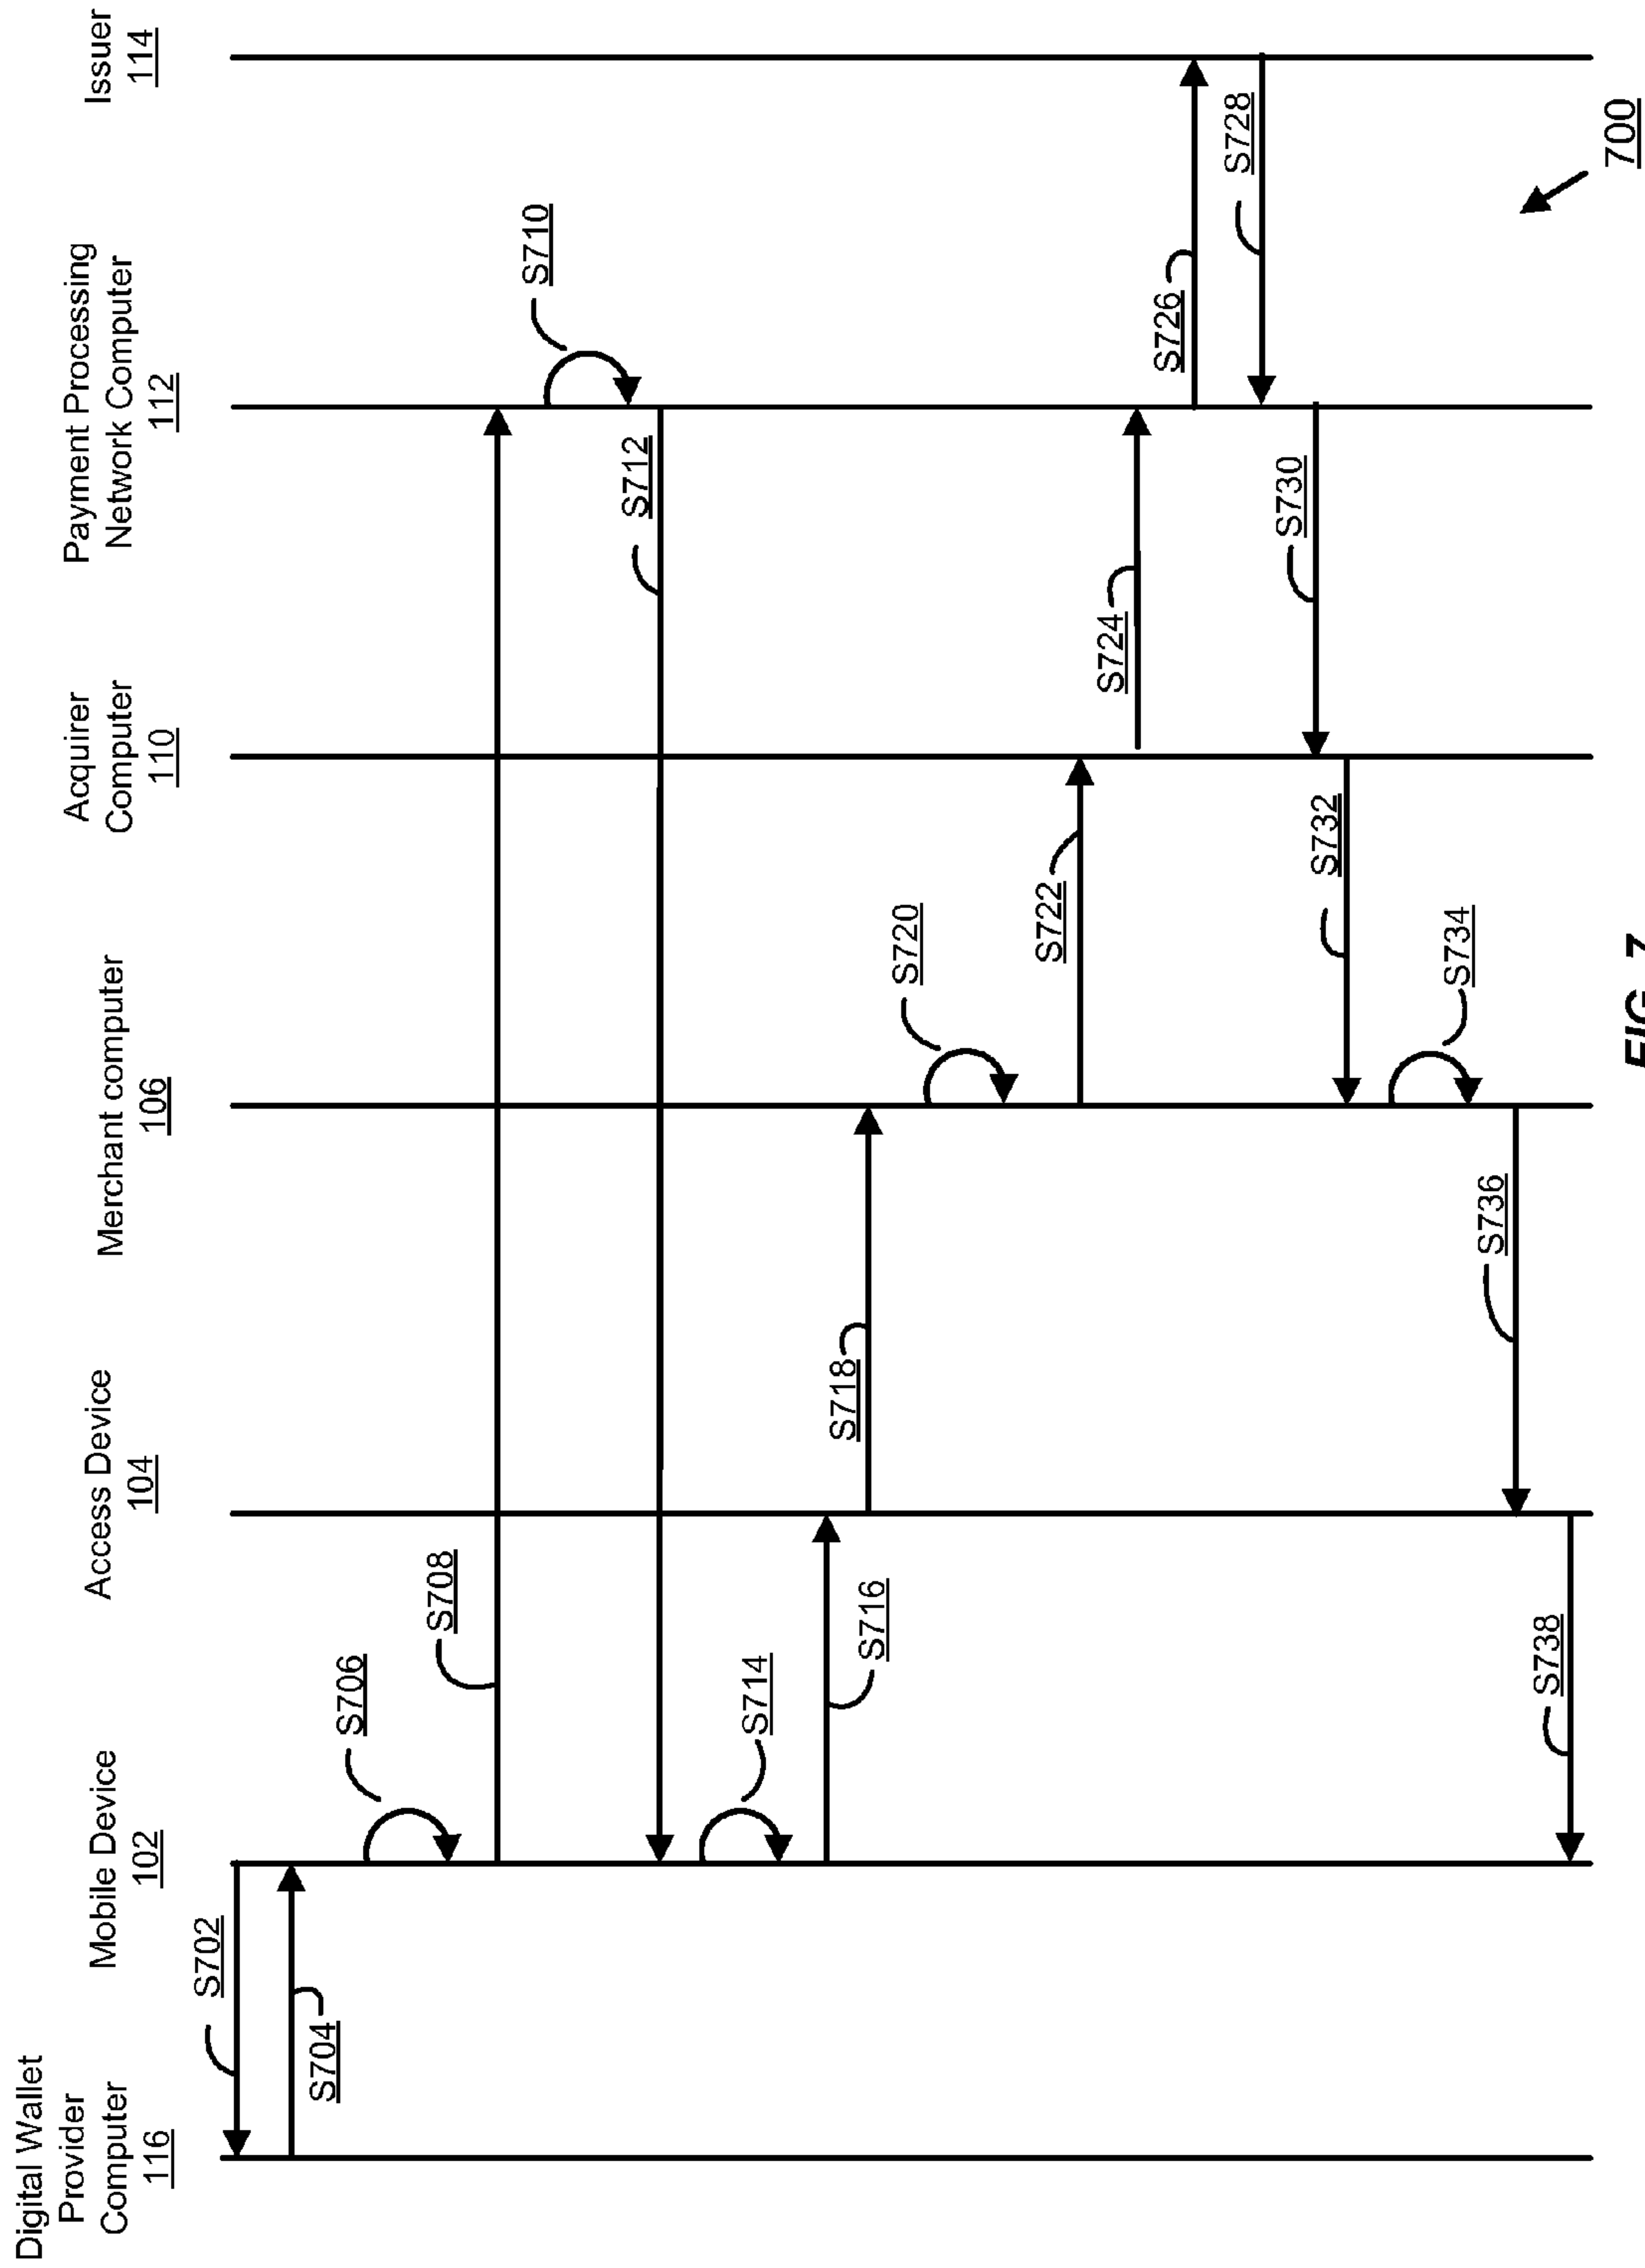 Digital Wallet
Provider
Computer
116
Mobile Device
102
Access Device
104
Merchant computer
106
Acquirer
Computer
110
Payment Processing
Network Computer
112
Issuer
114
S702
S704
S706
S708
S710
S712
S714
S716
S718
S720
S722
S724
S726
S728
S730
S732
S734
S736
S738
700
FIG. 7